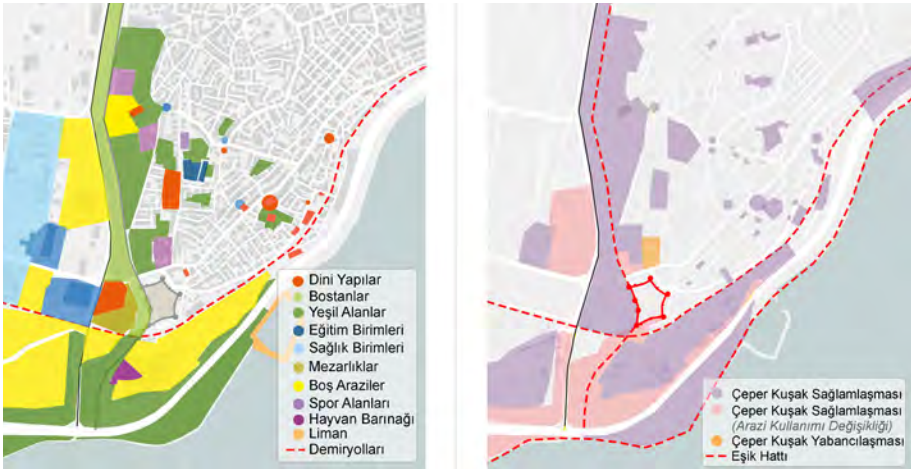 Dini Yapılar
Bostanlar
Yeşil Alanlar
Eğitim Birimleri
Sağlık Birimleri
Mezarlıklar
Boş Araziler
Spor Alanları
Hayvan Barınağı
Liman
Demiryolları
Çeper Kuşak Sağlamlaşması
Çeper Kuşak Sağlamlaşması
(Arazi Kullanımı Değişikliği)
Çeper Kuşak Yabancılaşması
Eşik Hattı